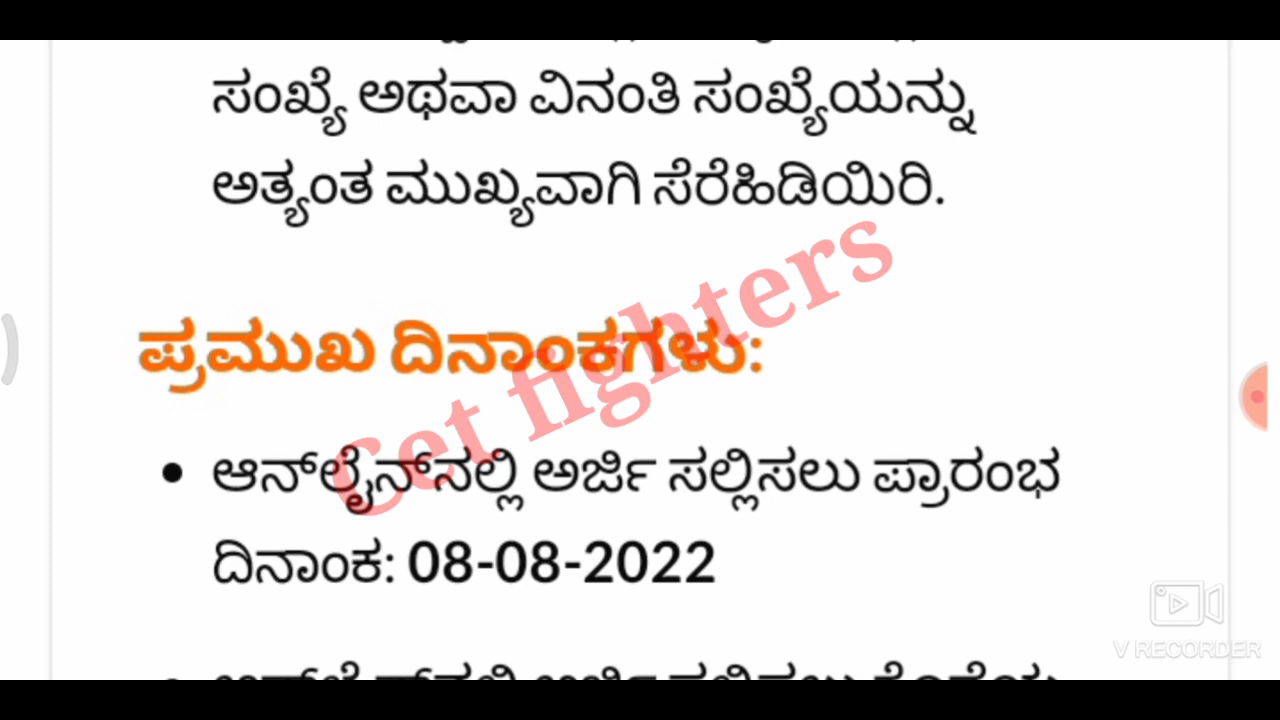 ಸಂಖ್ಯೆ ಅಥವಾ ವಿನಂತಿ ಸಂಖ್ಯೆಯನ್ನು
ಅತ್ಯಂತ ಮುಖ್ಯವಾಗಿ ಸೆರೆಹಿಡಿಯಿರಿ.
ಪ್ರಮುಖ ದಿನಾಂಕಗಳು:
Cet fighters
• ಆನ್‌ಲೈನ್‌ನಲ್ಲಿ ಅರ್ಜಿ ಸಲ್ಲಿಸಲು ಪ್ರಾರಂಭ
ದಿನಾಂಕ: 08-08-2022
V RECORDER